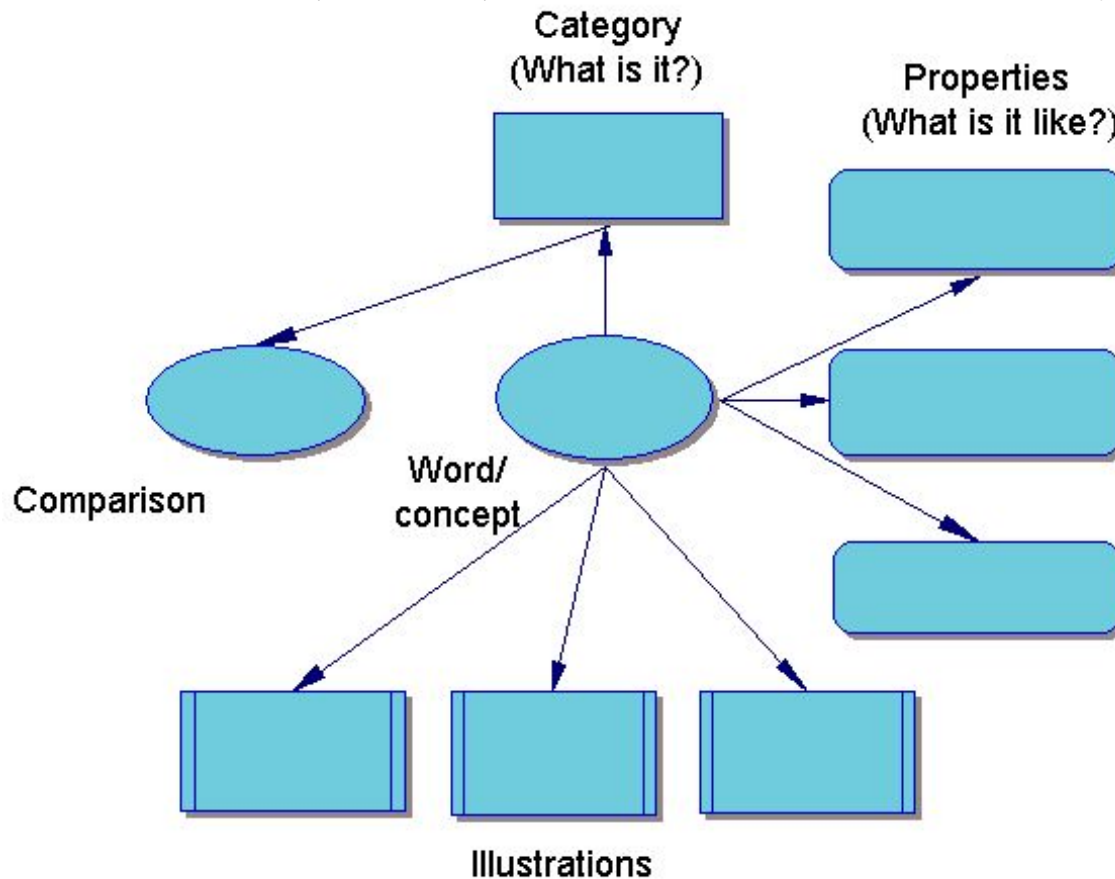 Category
(What is it?)
Properties
(What is it like?)
Comparison
Word/
concept
Illustrations